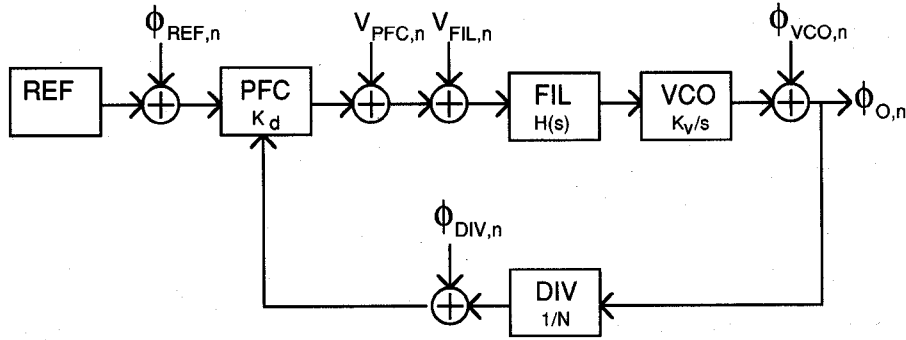 ϕREF,n
VPFC,n
VFIL,n
ϕVCO,n
REF
PFC
Kd
FIL
H(s)
VCO
Kv/s
ϕO,n
ϕDIV,n
DIV
1/N